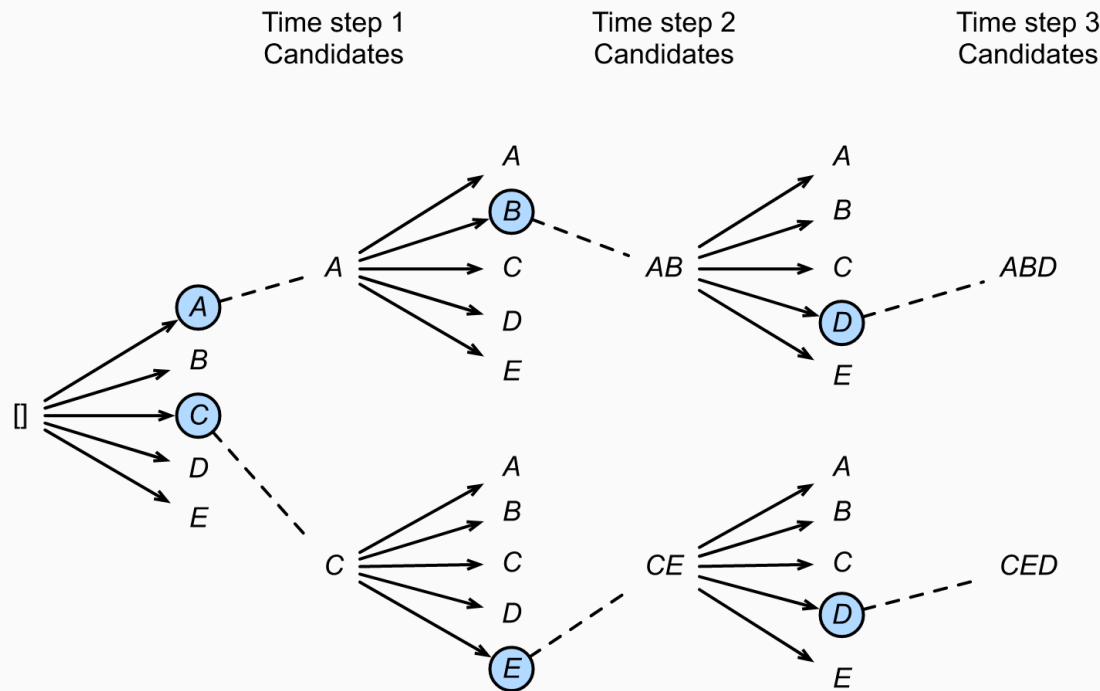 Time step 1
Candidates
Time step 2
Candidates
Time step 3
Candidates
[]
A
B
C
D
E
A
A
B
C
D
E
C
A
B
C
D
E
AB
A
B
C
D
E
CE
A
B
C
D
E
ABD
CED